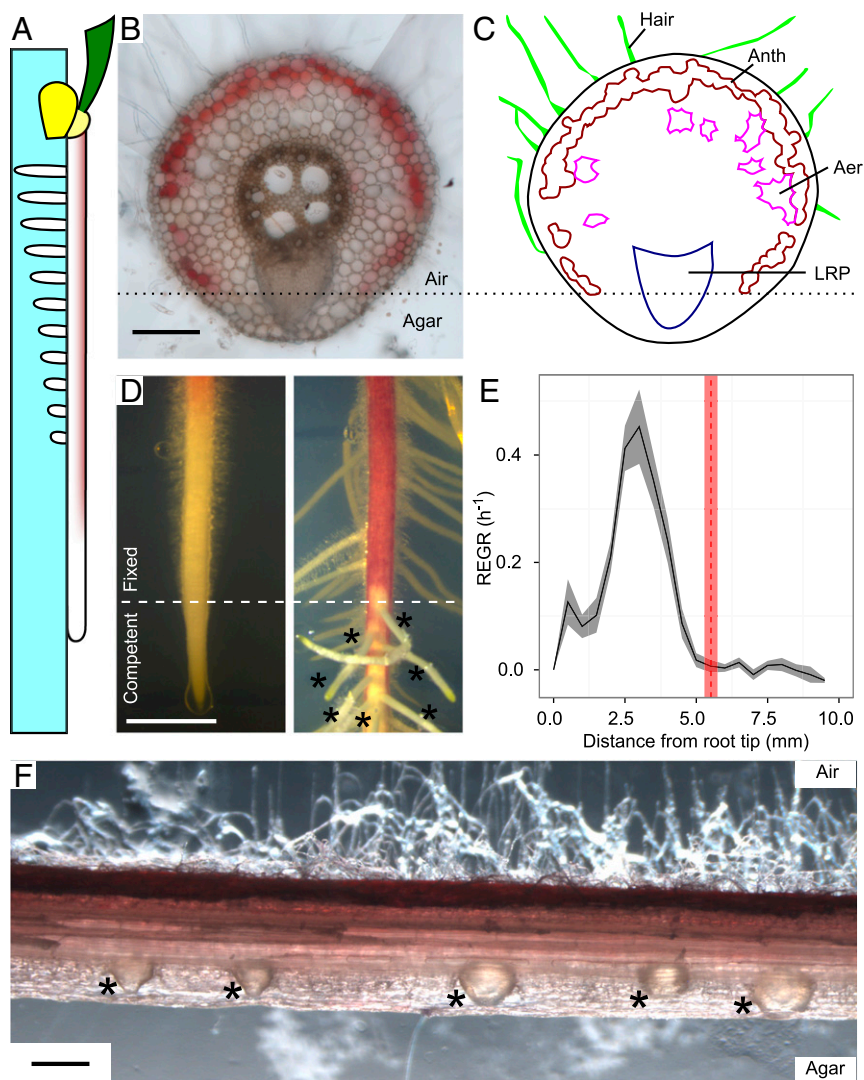 A
B
C
Hair
Anth
Aer
LRP
Air
Agar
D
Fixed
Competent
* * * * * * *
E
REGR (h⁻¹)
0.4
0.2
0.0
0.0 2.5 5.0 7.5 10.0
Distance from root tip (mm)
F
Air
* * * * *
Agar